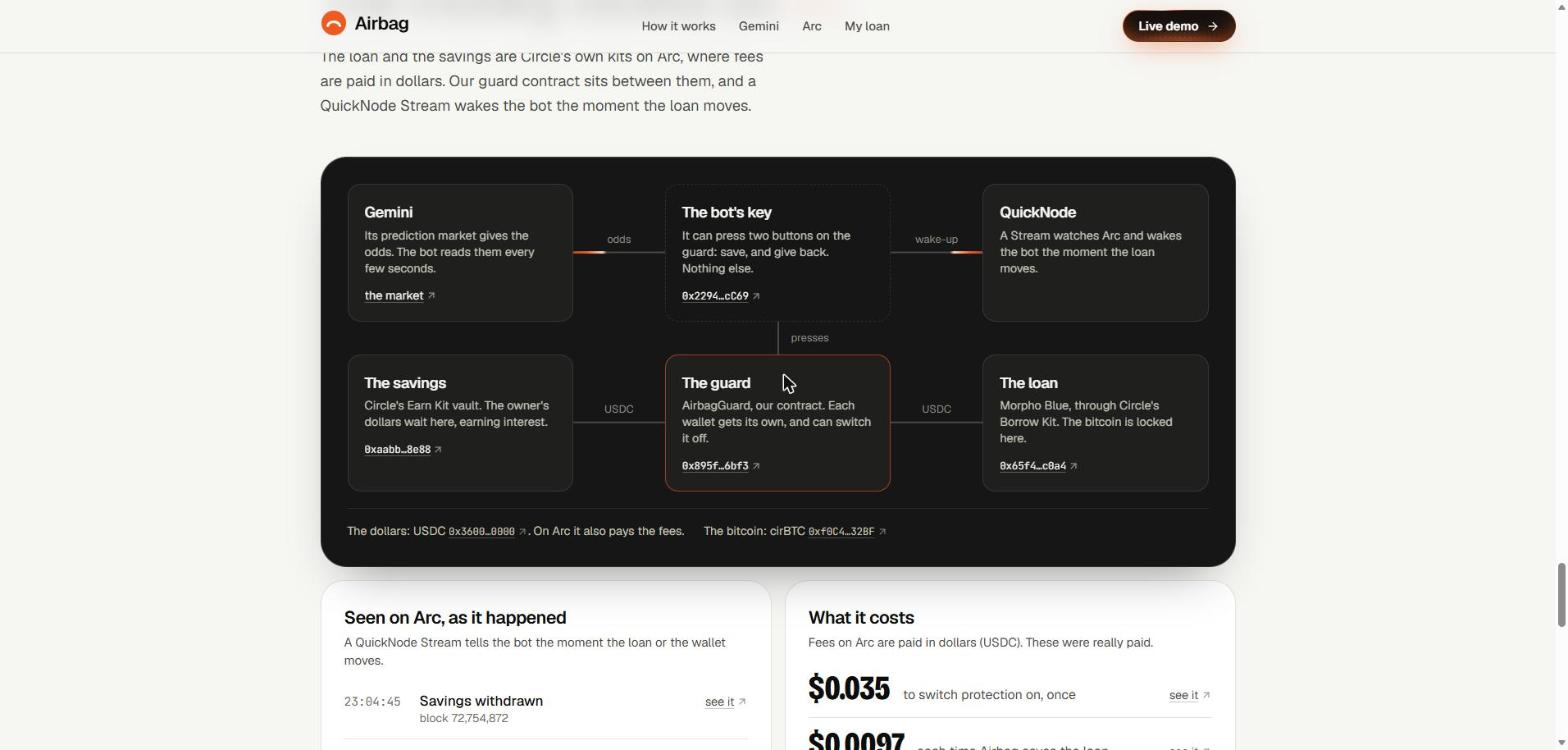 Airbag
How it works
Gemini
Arc
My loan
Live demo →
The loan and the savings are Circle's own kits on Arc, where fees
are paid in dollars. Our guard contract sits between them, and a
QuickNode Stream wakes the bot the moment the loan moves.
Gemini
Its prediction market gives the
odds. The bot reads them every
few seconds.
the market ↗
odds
The bot's key
It can press two buttons on the
guard: save, and give back.
Nothing else.
0x2294…cC69 ↗
wake-up
QuickNode
A Stream watches Arc and wakes
the bot the moment the loan
moves.
presses
The savings
Circle's Earn Kit vault. The owner's
dollars wait here, earning interest.
0xaabb…8e88 ↗
USDC
The guard
AirbagGuard, our contract. Each
wallet gets its own, and can switch
it off.
0x895f…6bf3 ↗
USDC
The loan
Morpho Blue, through Circle's
Borrow Kit. The bitcoin is locked
here.
0x65f4…c0a4 ↗
The dollars: USDC 0x3600…0000 ↗. On Arc it also pays the fees.
The bitcoin: cirBTC 0xf0C4…32BF ↗
Seen on Arc, as it happened
A QuickNode Stream tells the bot the moment the loan or the wallet
moves.
23:04:45 Savings withdrawn see it ↗
block 72,754,872
What it costs
Fees on Arc are paid in dollars (USDC). These were really paid.
$0.035 to switch protection on, once see it ↗
$0.0097 each time Airbag saves the loan see it ↗